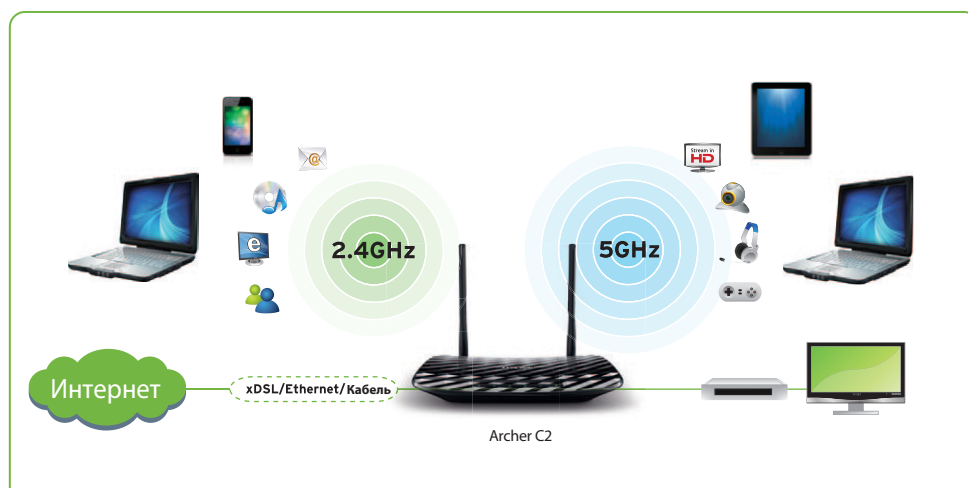 Stream in
HD
@
e
2.4GHz
5GHz
Интернет
xDSL/Ethernet/Кабель
Archer C2